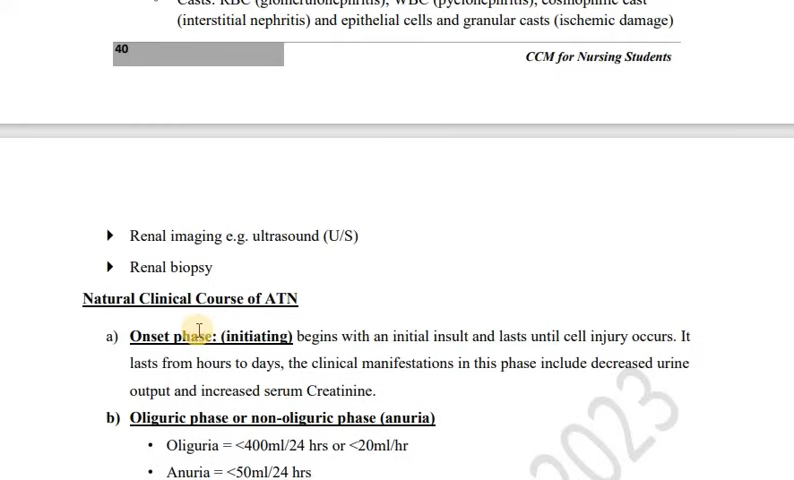 Casts: RBC (glomerulonephritis), WBC (pyelonephritis), eosinophilic cast
(interstitial nephritis) and epithelial cells and granular casts (ischemic damage)
40
CCM for Nursing Students
Renal imaging e.g. ultrasound (U/S)
Renal biopsy
Natural Clinical Course of ATN
a) Onset phase: (initiating) begins with an initial insult and lasts until cell injury occurs. It
lasts from hours to days, the clinical manifestations in this phase include decreased urine
output and increased serum Creatinine.
b) Oliguric phase or non-oliguric phase (anuria)
• Oliguria = <400ml/24 hrs or <20ml/hr
• Anuria = <50ml/24 hrs
2023